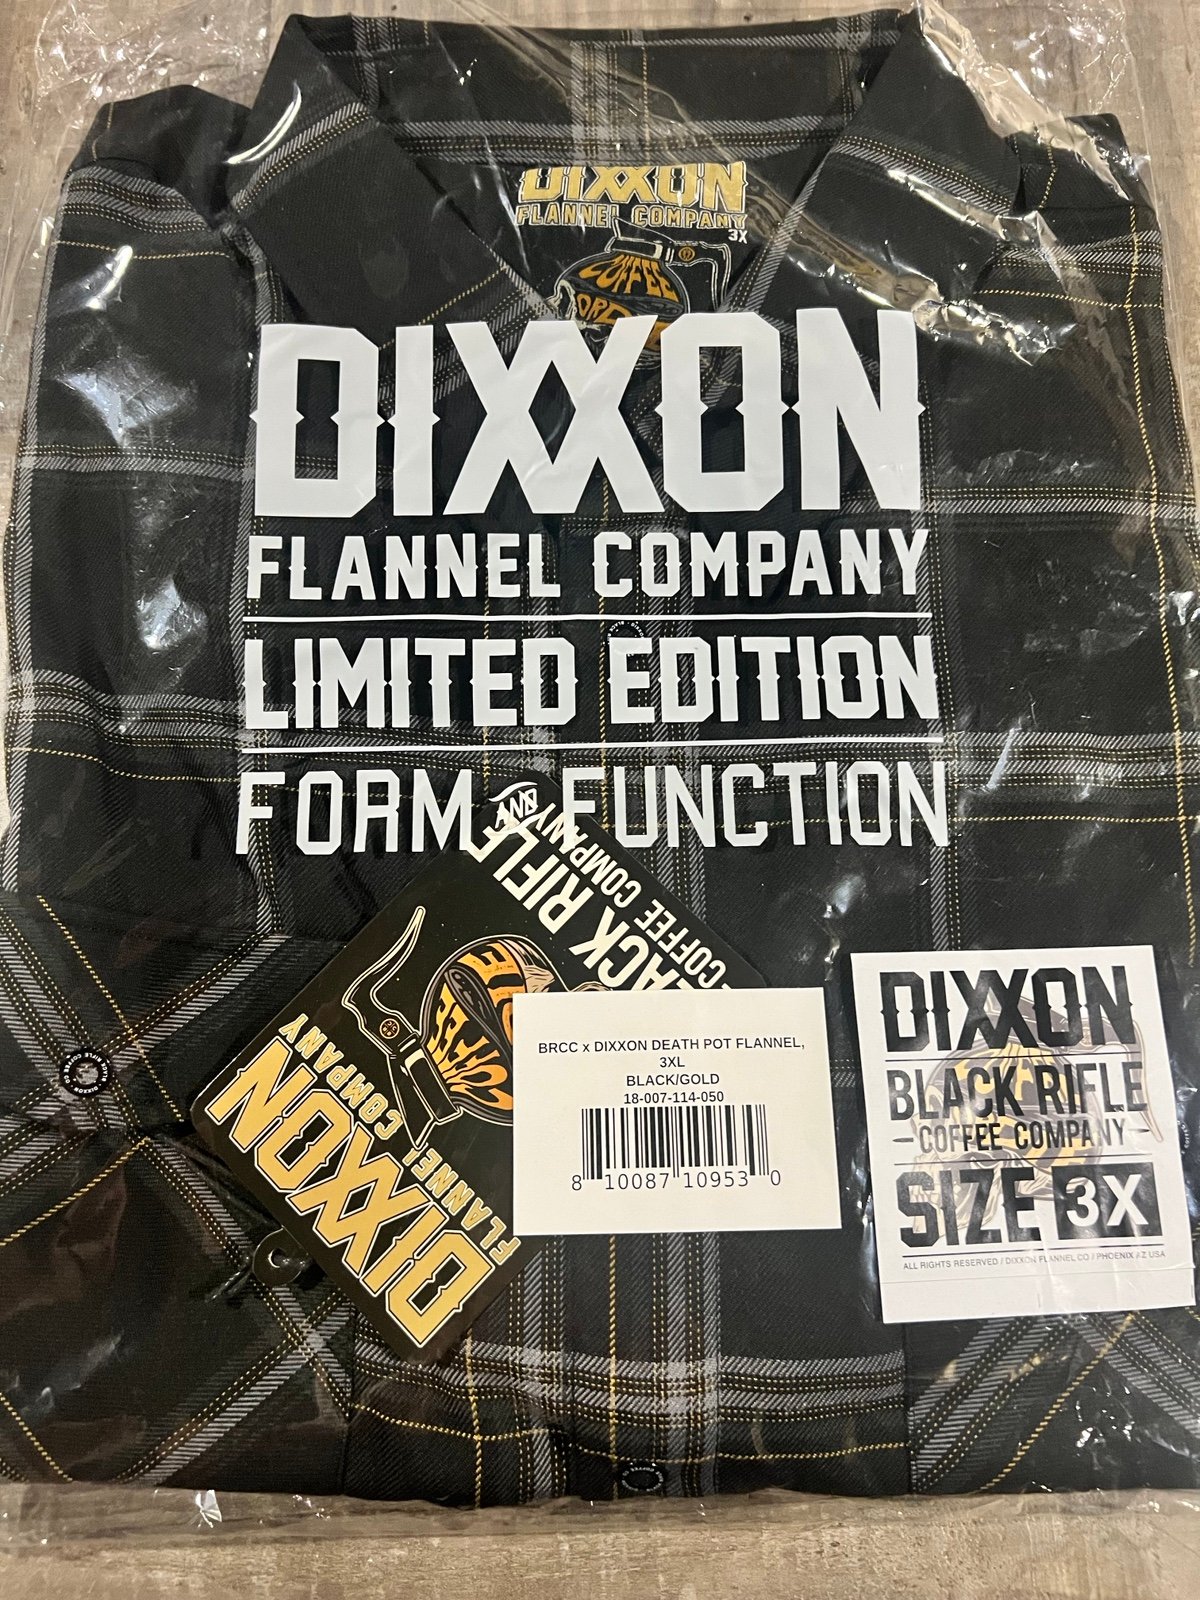 DIXXON
FLANNEL COMPANY
3X
COFFEE
DIXXON
FLANNEL COMPANY
LIMITED EDITION
FORM AND FUNCTION
BLACK RIFLE
COFFEE COMPANY
COFFEE
DIXXON
FLANNEL COMPANY
BRCC x DIXXON DEATH POT FLANNEL,
3XL
BLACK/GOLD
18-007-114-050
8 10087 10953 0
DIXXON
BLACK RIFLE
-COFFEE COMPANY-
SIZE 3X
ALL RIGHTS RESERVED / DIXXON FLANNEL CO / PHOENIX AZ USA